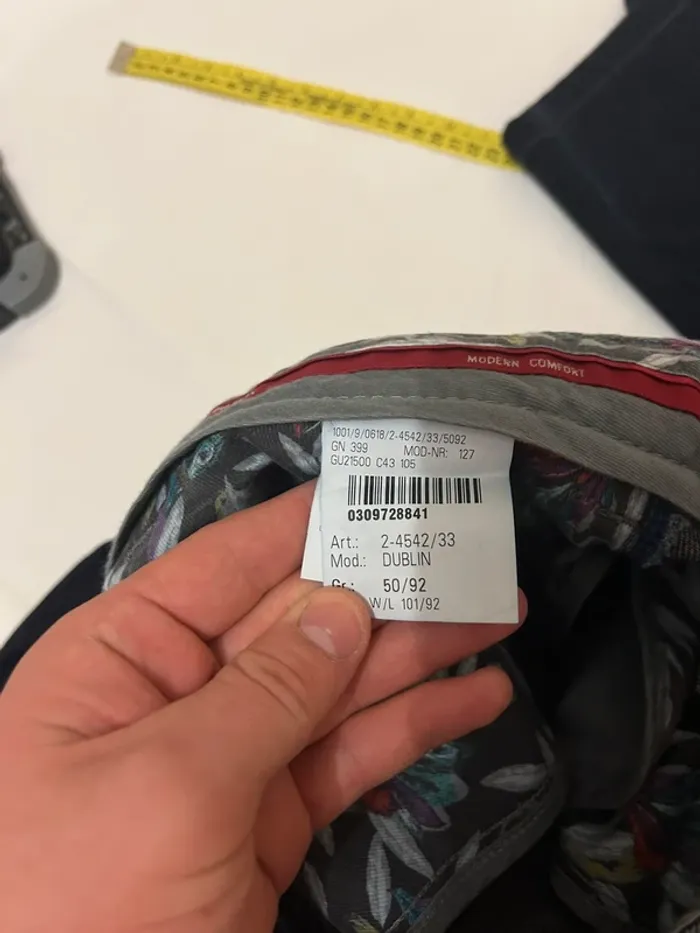 MODERN COMFORT
1001/9/0618/2-4542/33/5092
GN 399 MOD-NR: 127
GU21500 C43 105
0309728841
Art.: 2-4542/33
Mod.: DUBLIN
Gr.: 50/92
W/L 101/92